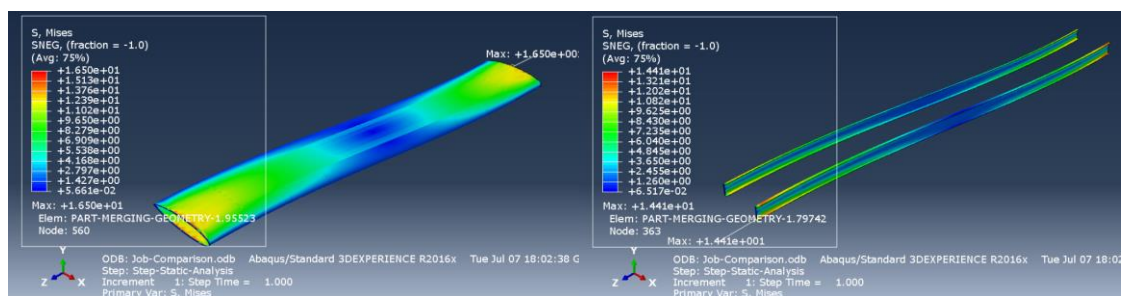 S, Mises
SNEG, (fraction = -1.0)
(Avg: 75%)
+1.650e+01
+1.513e+01
+1.376e+01
+1.239e+01
+1.102e+01
+9.650e+00
+8.279e+00
+6.909e+00
+5.538e+00
+4.168e+00
+2.797e+00
+1.427e+00
+5.661e-02
Max: +1.650e+01
Elem: PART-MERGING-GEOMETRY-1.95523
Node: 560
Max: +1.650e+001
Y
Z
X
ODB: Job-Comparison.odb Abaqus/Standard 3DEXPERIENCE R2016x Tue Jul 07 18:02:38 G
Step: Step-Static-Analysis
Increment 1: Step Time = 1.000
Primary Var: S, Mises
S, Mises
SNEG, (fraction = -1.0)
(Avg: 75%)
+1.441e+01
+1.321e+01
+1.202e+01
+1.082e+01
+9.625e+00
+8.430e+00
+7.235e+00
+6.040e+00
+4.845e+00
+3.650e+00
+2.455e+00
+1.260e+00
+6.517e-02
Max: +1.441e+01
Elem: PART-MERGING-GEOMETRY-1.79742
Node: 363
Max: +1.441e+001
Y
Z
X
ODB: Job-Comparison.odb Abaqus/Standard 3DEXPERIENCE R2016x Tue Jul 07 18:02
Step: Step-Static-Analysis
Increment 1: Step Time = 1.000
Primary Var: S, Mises